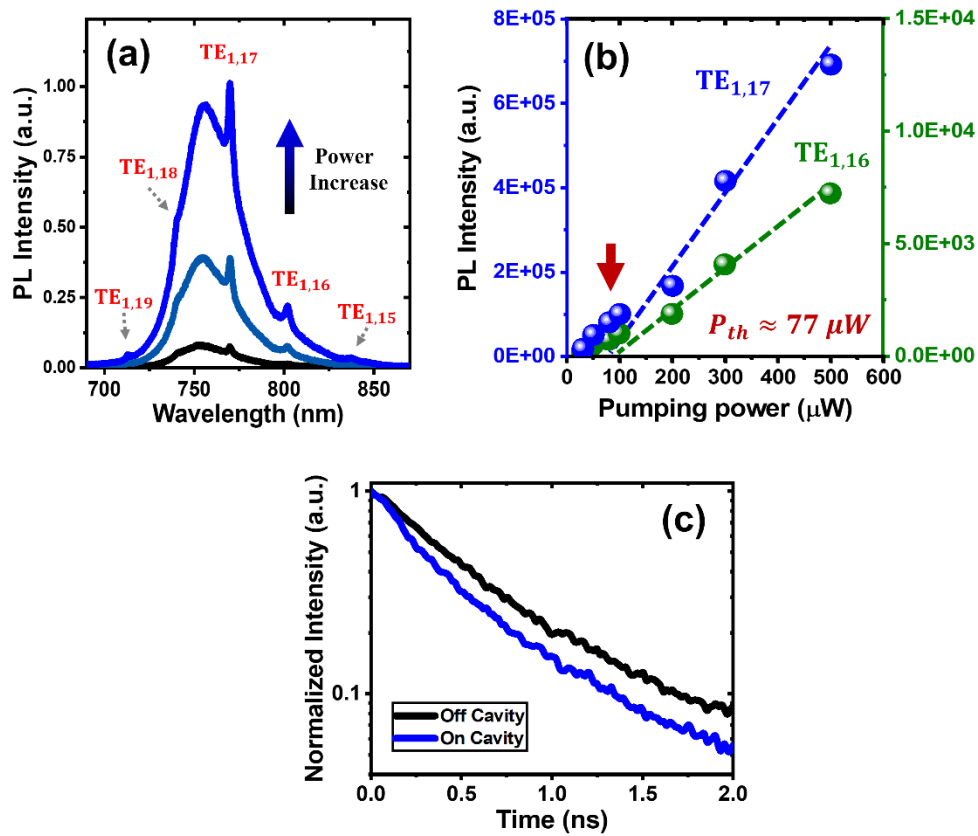 (a)
TE1,17
TE1,18
Power
Increase
TE1,16
TE1,19
TE1,15
PL Intensity (a.u.)
1.00
0.75
0.50
0.25
0.00
700 750 800 850
Wavelength (nm)
(b)
TE1,17
TE1,16
Pth ≈ 77 μW
PL Intensity (a.u.)
8E+05
6E+05
4E+05
2E+05
0E+00
1.5E+04
1.0E+04
5.0E+03
0.0E+00
0 100 200 300 400 500 600
Pumping power (μW)
(c)
Normalized Intensity (a.u.)
1
0.1
Off Cavity
On Cavity
0.0 0.5 1.0 1.5 2.0
Time (ns)